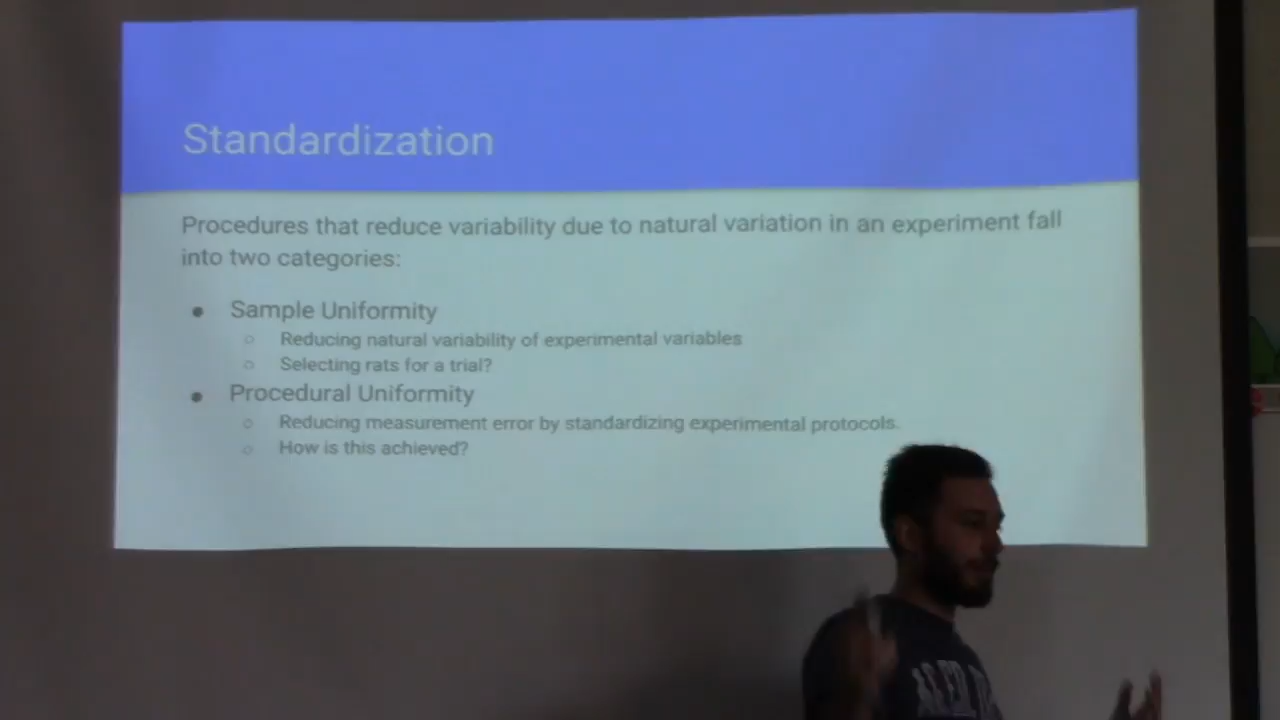 Standardization
Procedures that reduce variability due to natural variation in an experiment fall
into two categories:
● Sample Uniformity
○ Reducing natural variability of experimental variables
○ Selecting rats for a trial?
● Procedural Uniformity
○ Reducing measurement error by standardizing experimental protocols.
○ How is this achieved?